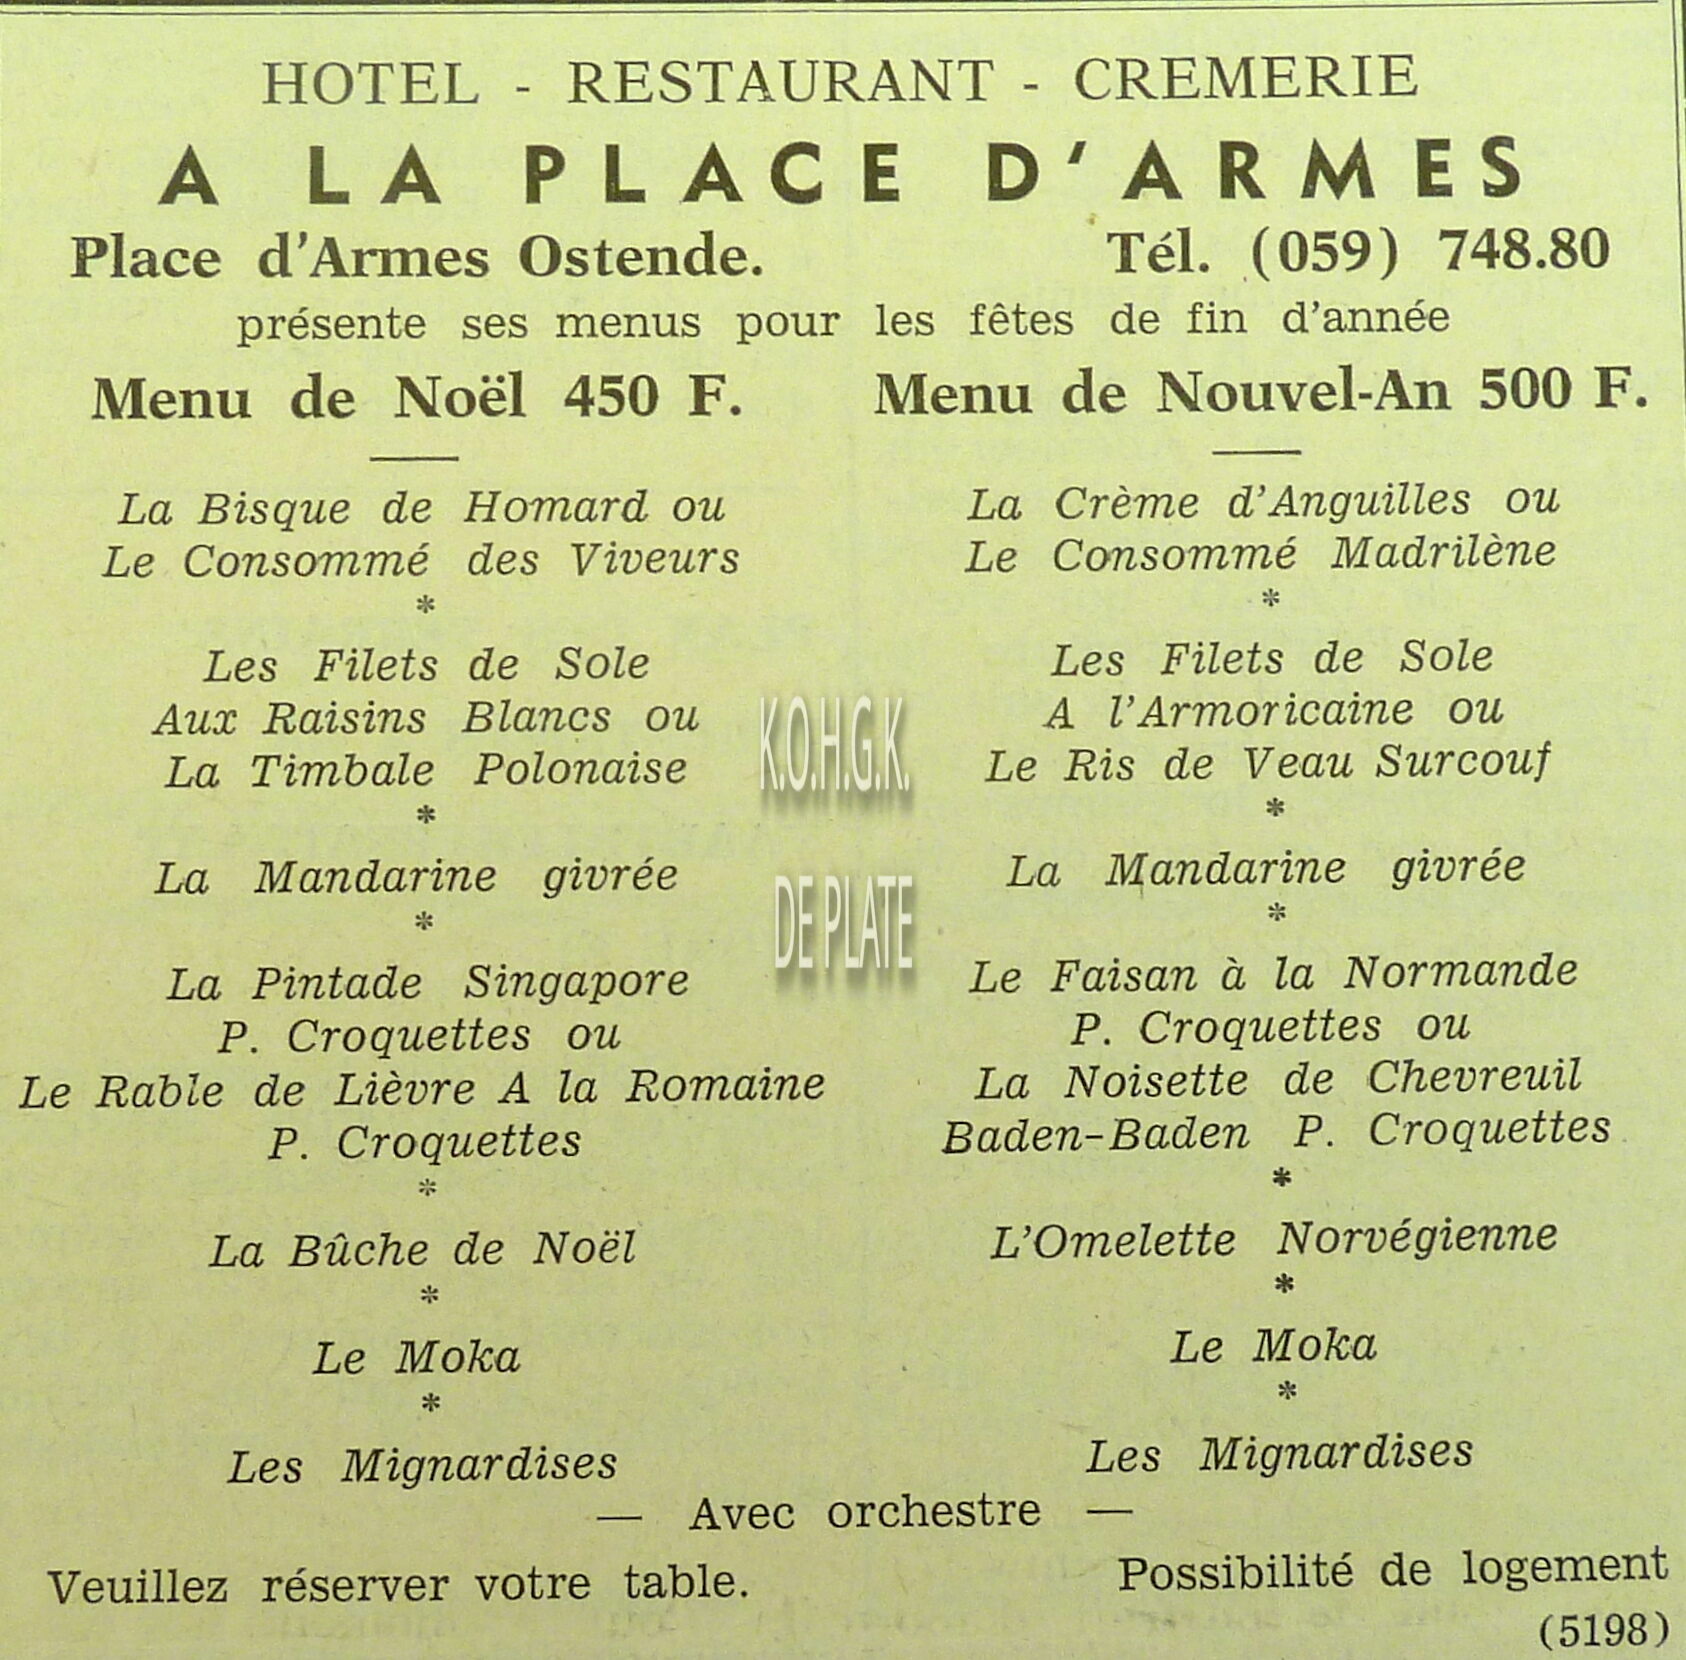 HOTEL - RESTAURANT - CREMERIE
A LA PLACE D'ARMES
Place d'Armes Ostende. Tél. (059) 748.80
présente ses menus pour les fêtes de fin d'année
Menu de Noël 450 F.
La Bisque de Homard ou
Le Consommé des Viveurs
*
Les Filets de Sole
Aux Raisins Blancs ou
La Timbale Polonaise
*
La Mandarine givrée
*
La Pintade Singapore
P. Croquettes ou
Le Rable de Lièvre A la Romaine
P. Croquettes
*
La Bûche de Noël
*
Le Moka
*
Les Mignardises
Menu de Nouvel-An 500 F.
La Crème d'Anguilles ou
Le Consommé Madrilène
*
Les Filets de Sole
A l'Armoricaine ou
Le Ris de Veau Surcouf
*
La Mandarine givrée
*
Le Faisan à la Normande
P. Croquettes ou
La Noisette de Chevreuil
Baden-Baden P. Croquettes
*
L'Omelette Norvégienne
*
Le Moka
*
Les Mignardises
K.O.H.G.K.
DE PLATE
— Avec orchestre —
Veuillez réserver votre table. Possibilité de logement
(5198)